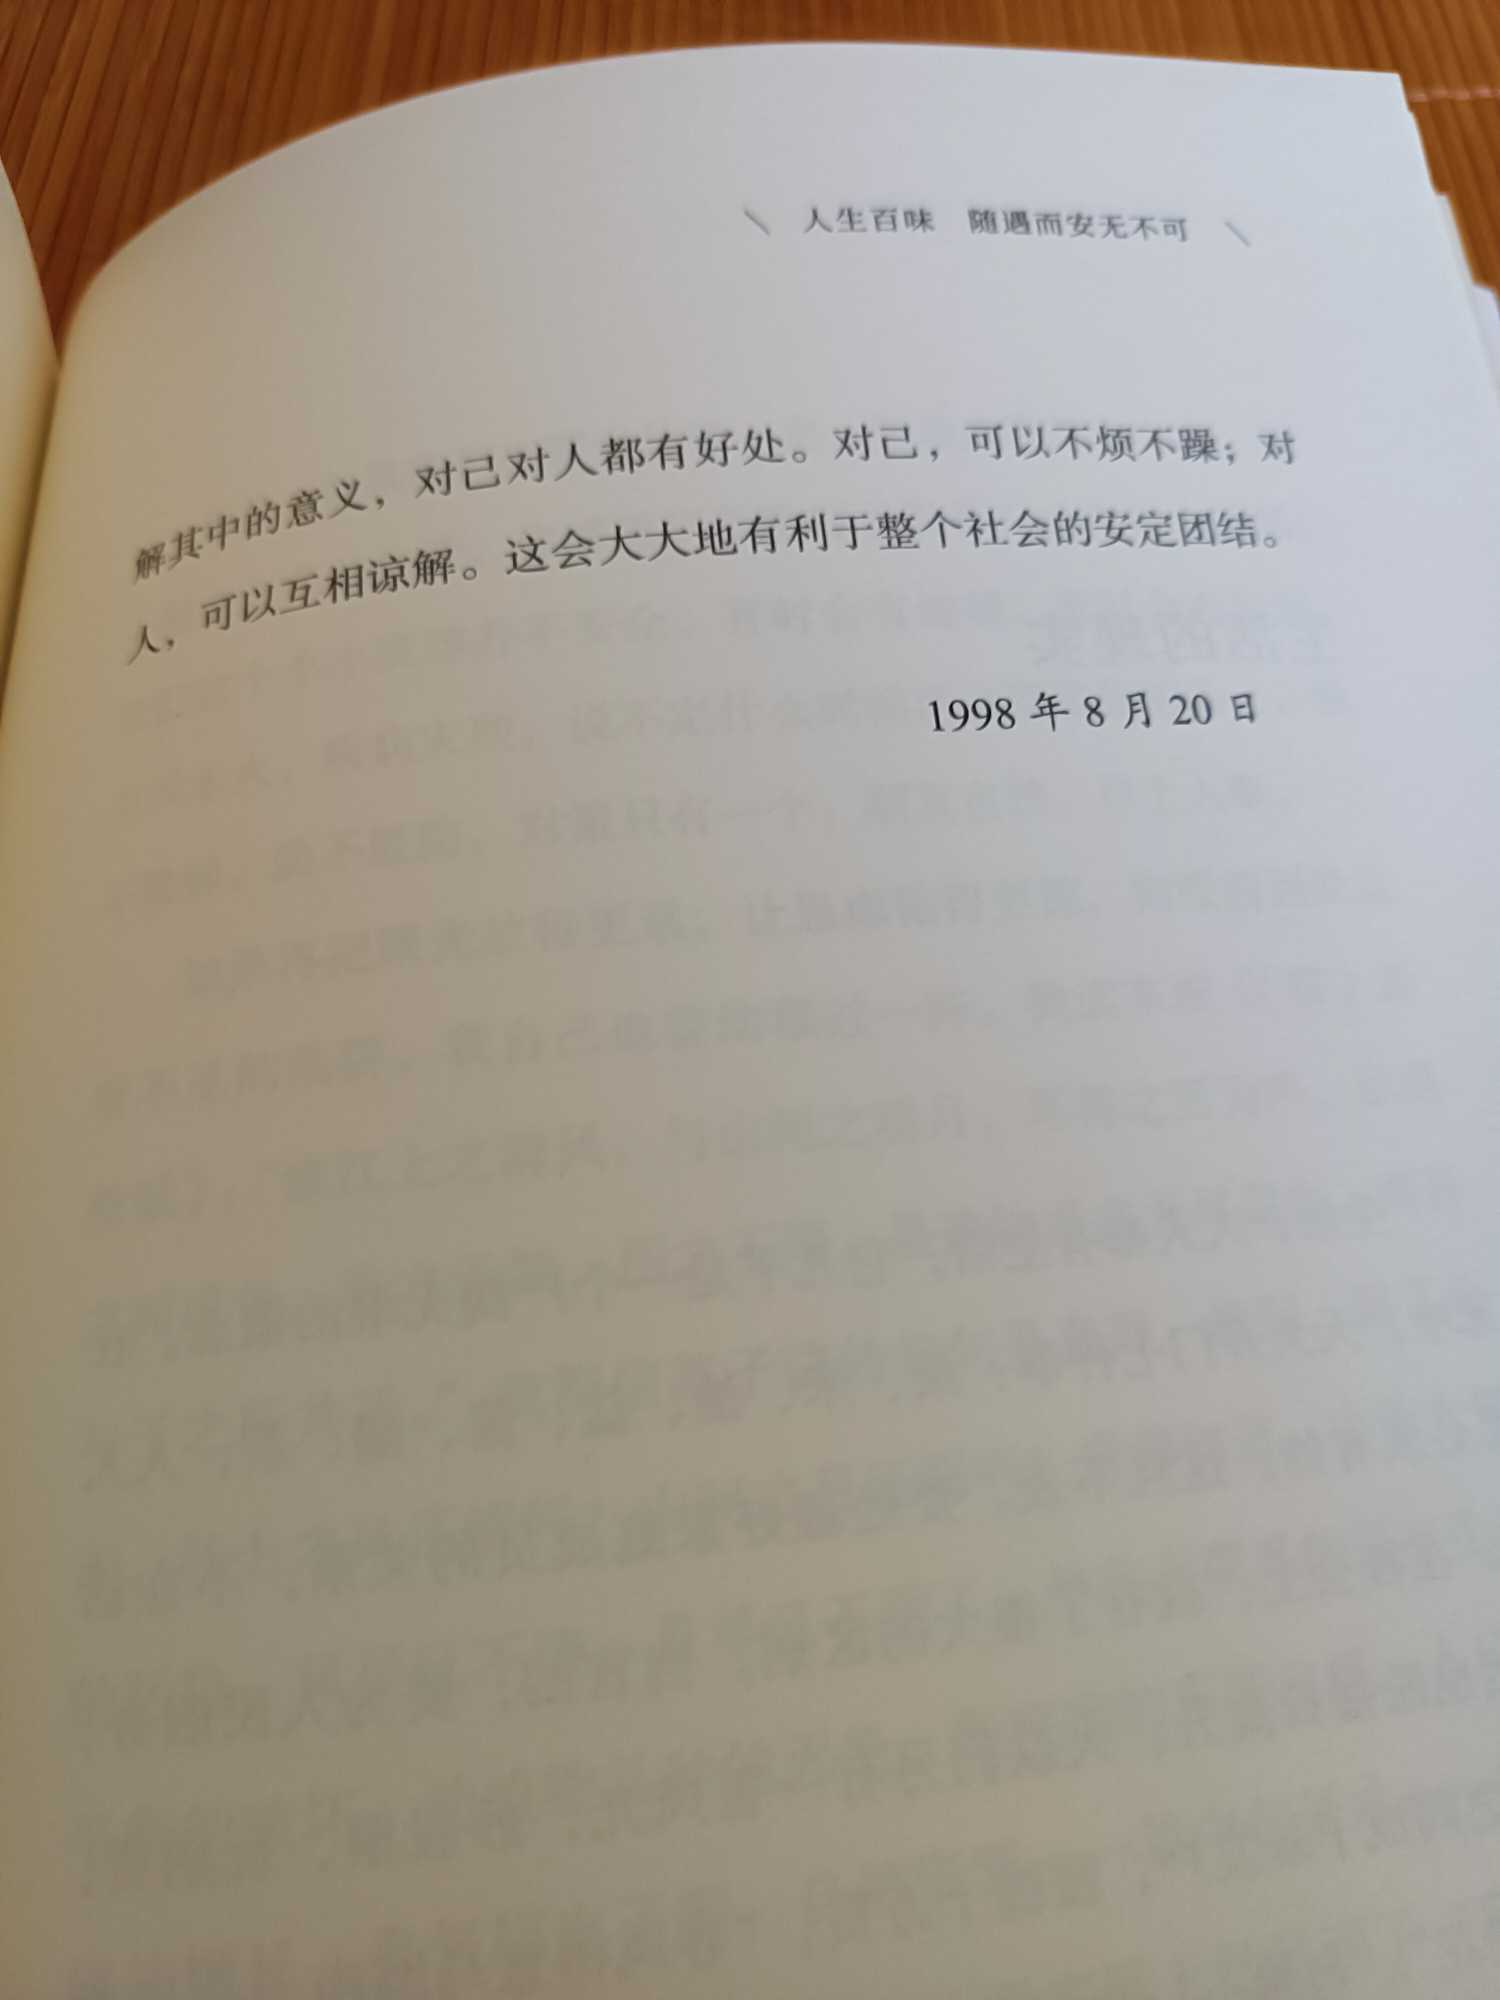 人生百味 随遇而安无不可
解其中的意义，对己对人都有好处。对己，可以不烦不躁；对
人，可以互相谅解。这会大大地有利于整个社会的安定团结。
1998 年 8 月 20 日